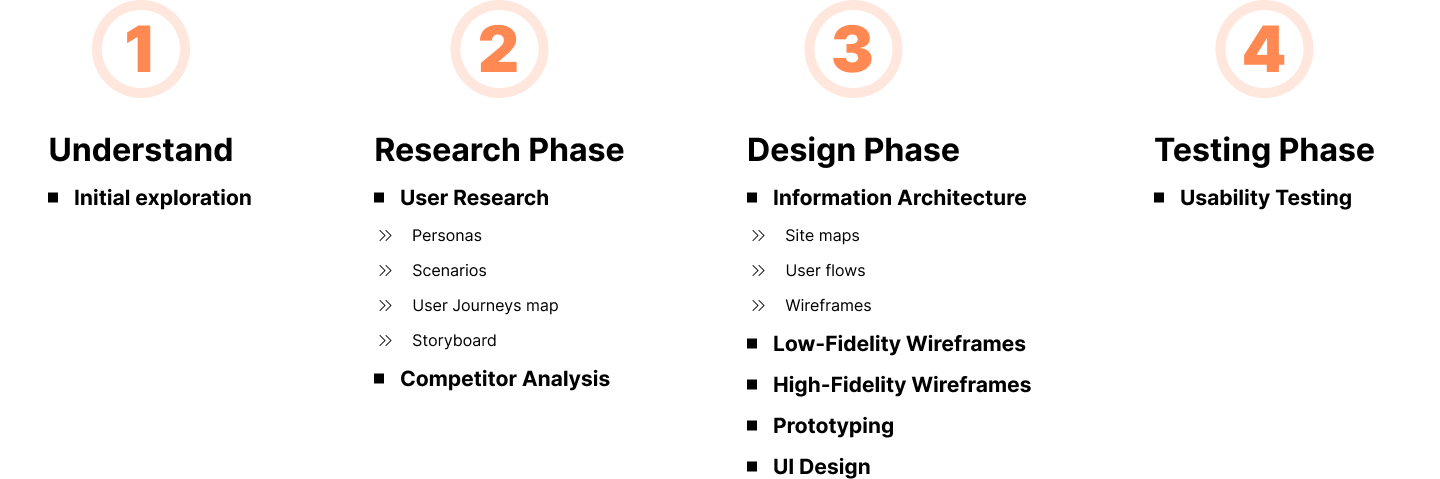 1
Understand
Initial exploration
2
Research Phase
User Research
Personas
Scenarios
User Journeys map
Storyboard
Competitor Analysis
3
Design Phase
Information Architecture
Site maps
User flows
Wireframes
Low-Fidelity Wireframes
High-Fidelity Wireframes
Prototyping
UI Design
4
Testing Phase
Usability Testing